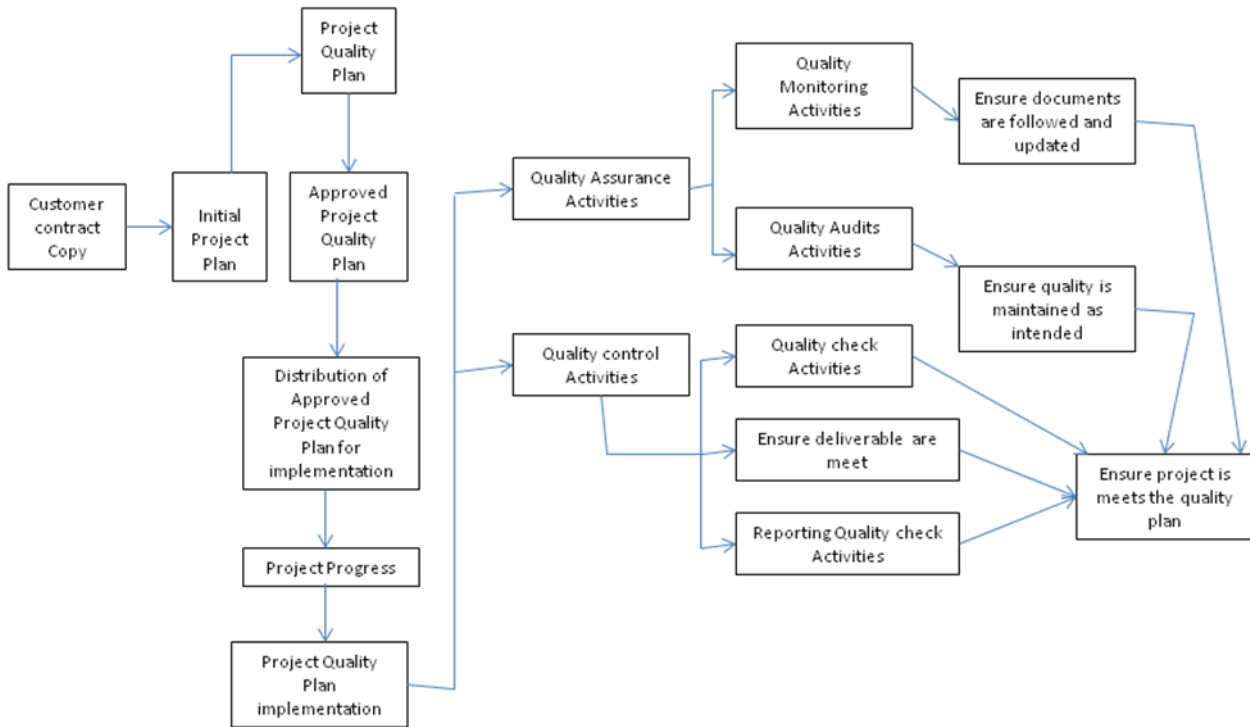 Project
Quality
Plan
Customer
contract
Copy
Initial
Project
Plan
Approved
Project
Quality
Plan
Distribution of
Approved
Project Quality
Plan for
implementation
Project Progress
Project Quality
Plan
implementation
Quality Assurance
Activities
Quality control
Activities
Quality
Monitoring
Activities
Quality Audits
Activities
Quality check
Activities
Ensure deliverable are
meet
Reporting Quality check
Activities
Ensure documents
are followed and
updated
Ensure quality is
maintained as
intended
Ensure project is
meets the quality
plan